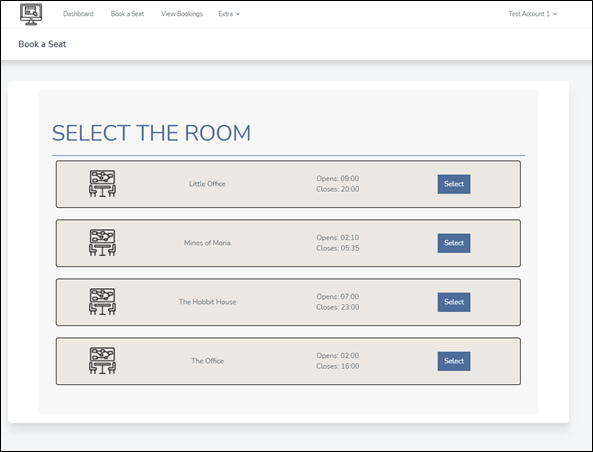 Dashboard Book a Seat View Bookings Extra Test Account 1
Book a Seat
SELECT THE ROOM
Little Office
Opens: 09:00
Closes: 20:00
Select
Mines of Moria
Opens: 02:10
Closes: 05:35
Select
The Hobbit House
Opens: 07:00
Closes: 23:00
Select
The Office
Opens: 02:00
Closes: 16:00
Select